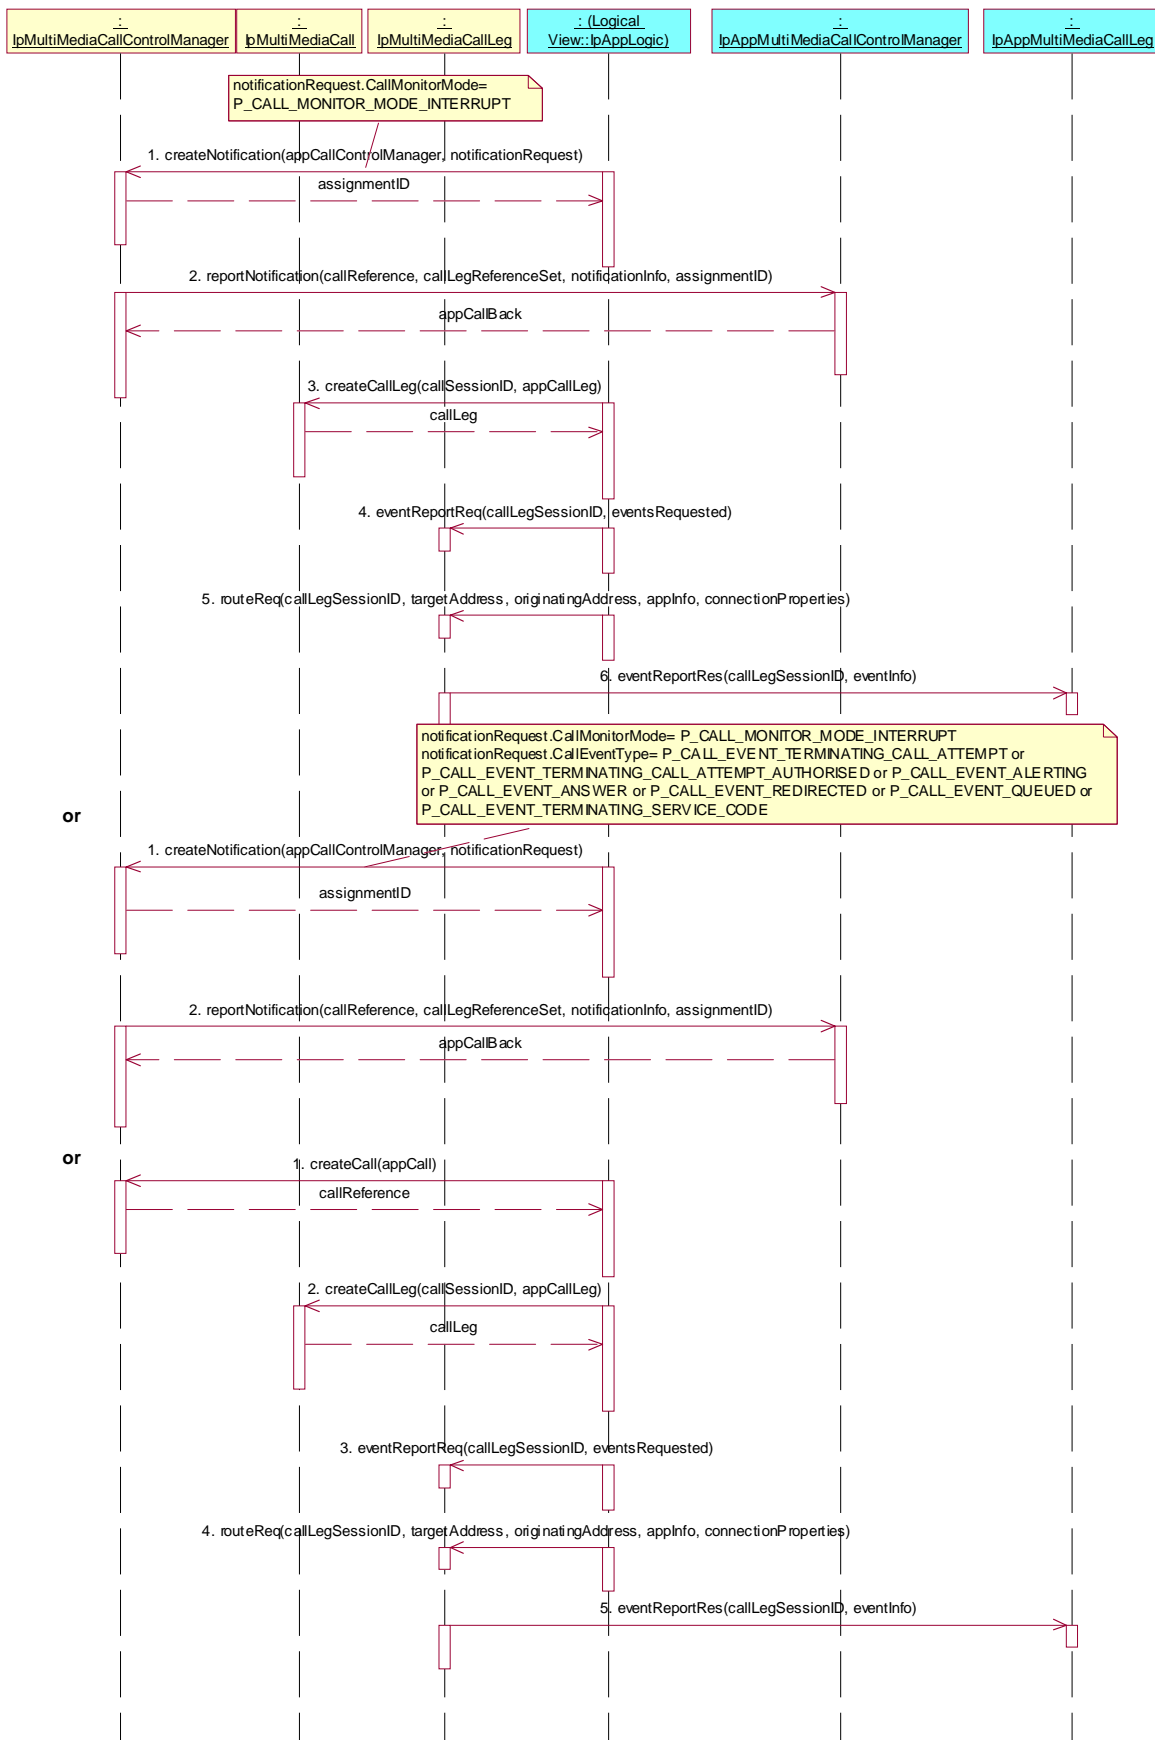 :
IpMultiMediaCallControlManager
:
IpMultiMediaCall
:
IpMultiMediaCallLeg
: (Logical
View::IpAppLogic)
:
IpAppMultiMediaCallControlManager
:
IpAppMultiMediaCallLeg
notificationRequest.CallMonitorMode=
P_CALL_MONITOR_MODE_INTERRUPT
1. createNotification(appCallControlManager, notificationRequest)
assignmentID
2. reportNotification(callReference, callLegReferenceSet, notificationInfo, assignmentID)
appCallBack
3. createCallLeg(callSessionID, appCallLeg)
callLeg
4. eventReportReq(callLegSessionID, eventsRequested)
5. routeReq(callLegSessionID, targetAddress, originatingAddress, appInfo, connectionProperties)
6. eventReportRes(callLegSessionID, eventInfo)
notificationRequest.CallMonitorMode= P_CALL_MONITOR_MODE_INTERRUPT
notificationRequest.CallEventType= P_CALL_EVENT_TERMINATING_CALL_ATTEMPT or
P_CALL_EVENT_TERMINATING_CALL_ATTEMPT_AUTHORISED or P_CALL_EVENT_ALERTING
or P_CALL_EVENT_ANSWER or P_CALL_EVENT_REDIRECTED or P_CALL_EVENT_QUEUED or
P_CALL_EVENT_TERMINATING_SERVICE_CODE
or
1. createNotification(appCallControlManager, notificationRequest)
assignmentID
2. reportNotification(callReference, callLegReferenceSet, notificationInfo, assignmentID)
appCallBack
or
1. createCall(appCall)
callReference
2. createCallLeg(callSessionID, appCallLeg)
callLeg
3. eventReportReq(callLegSessionID, eventsRequested)
4. routeReq(callLegSessionID, targetAddress, originatingAddress, appInfo, connectionProperties)
5. eventReportRes(callLegSessionID, eventInfo)